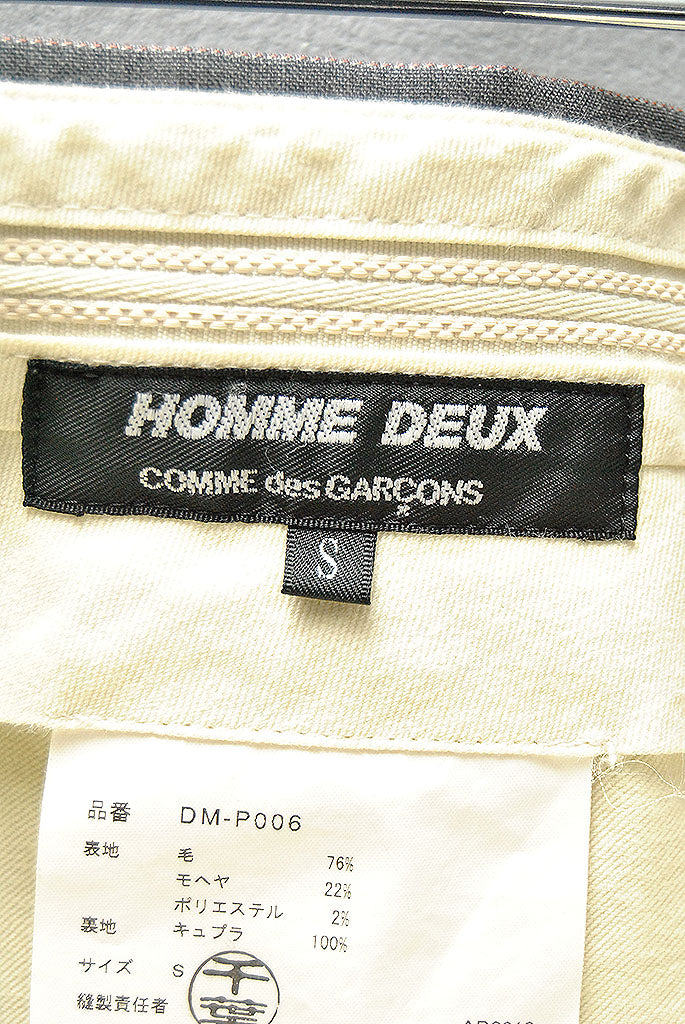 HOMME DEUX
COMME des GARÇONS
S
品番 DM-P006
表地 毛 76%
モヘヤ 22%
ポリエステル 2%
裏地 キュプラ 100%
サイズ S
縫製責任者 千葉